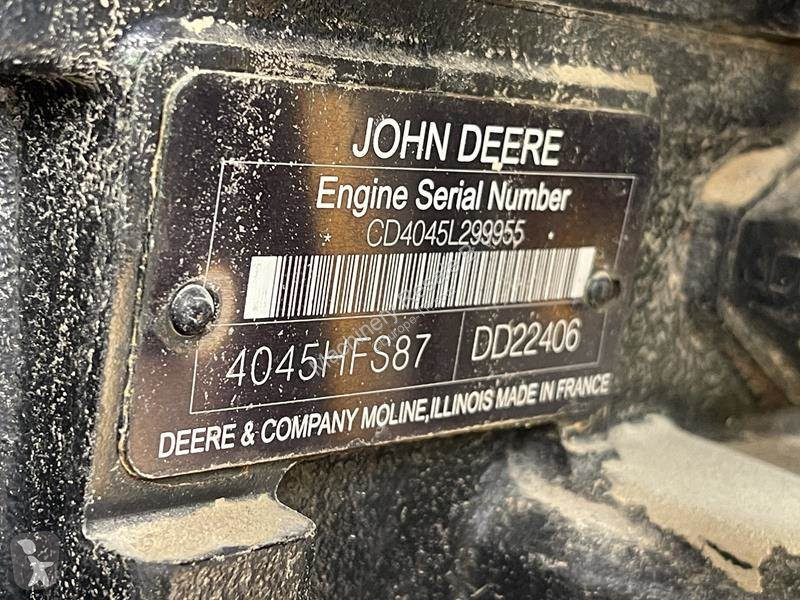 JOHN DEERE
Engine Serial Number
* CD4045L299955 *
4045HFS87 DD22406
DEERE & COMPANY MOLINE, ILLINOIS MADE IN FRANCE